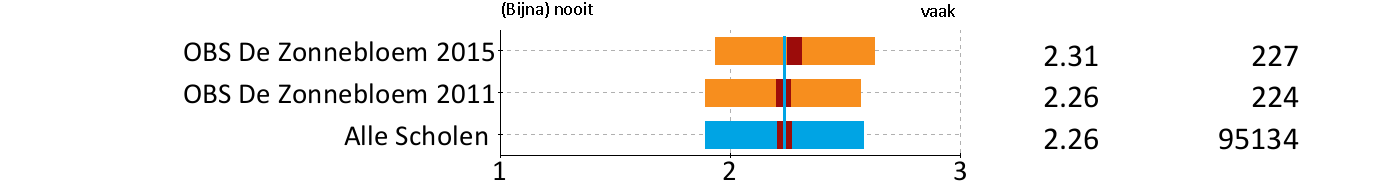 (Bijna) nooit vaak
OBS De Zonnebloem 2015 2.31 227
OBS De Zonnebloem 2011 2.26 224
Alle Scholen 2.26 95134
1 2 3